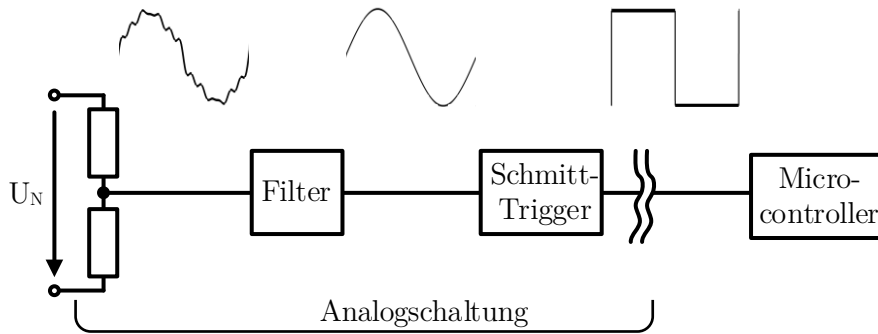 U_N
Filter
Schmitt-
Trigger
Micro-
controller
Analogschaltung